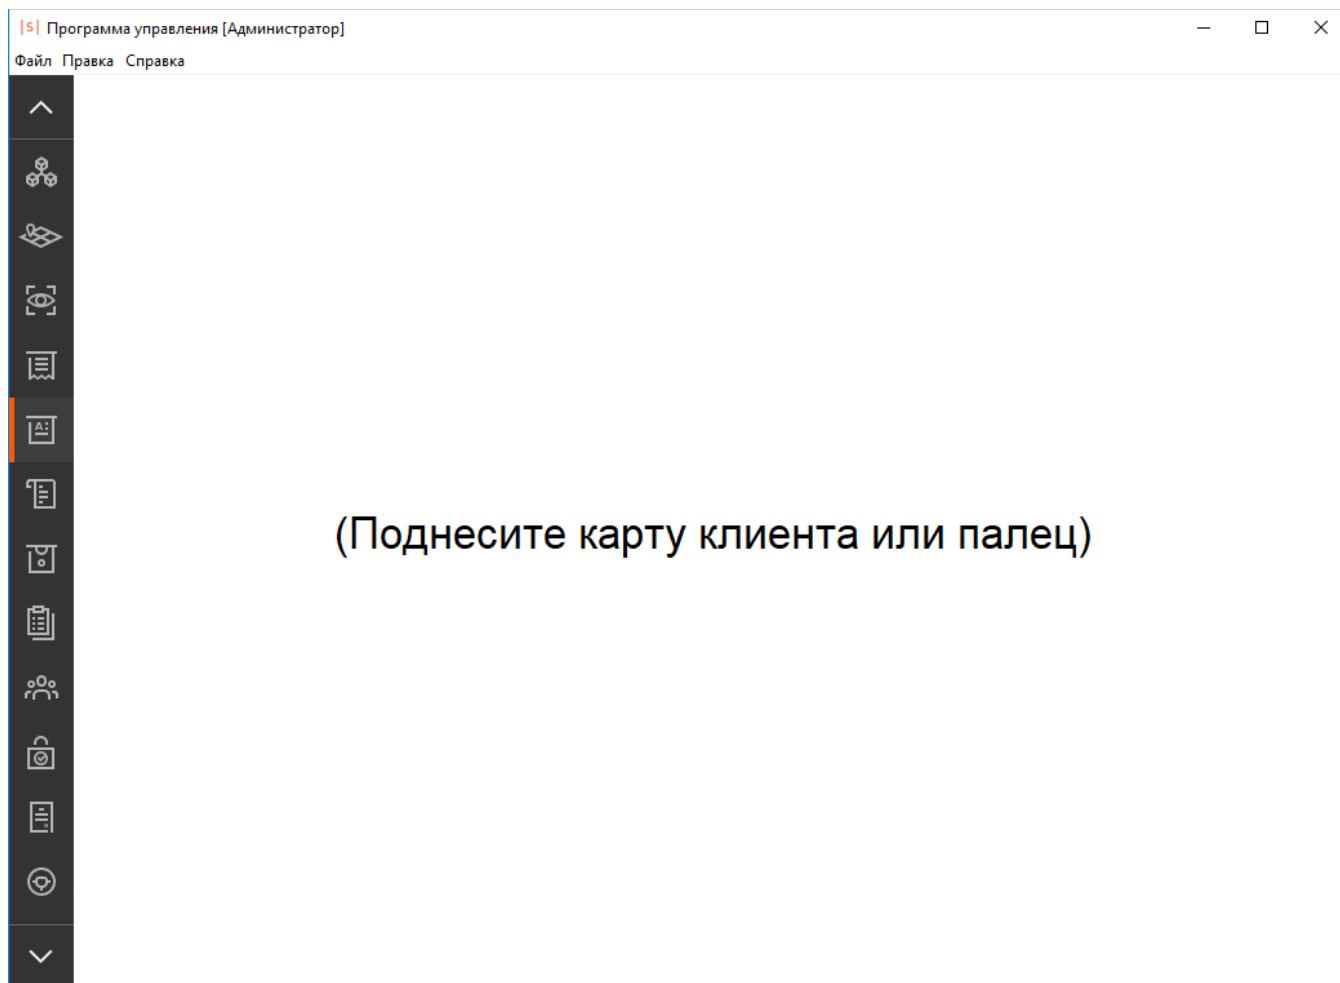 |S| Программа управления [Администратор]
Файл Правка Справка
A:
(Поднесите карту клиента или палец)